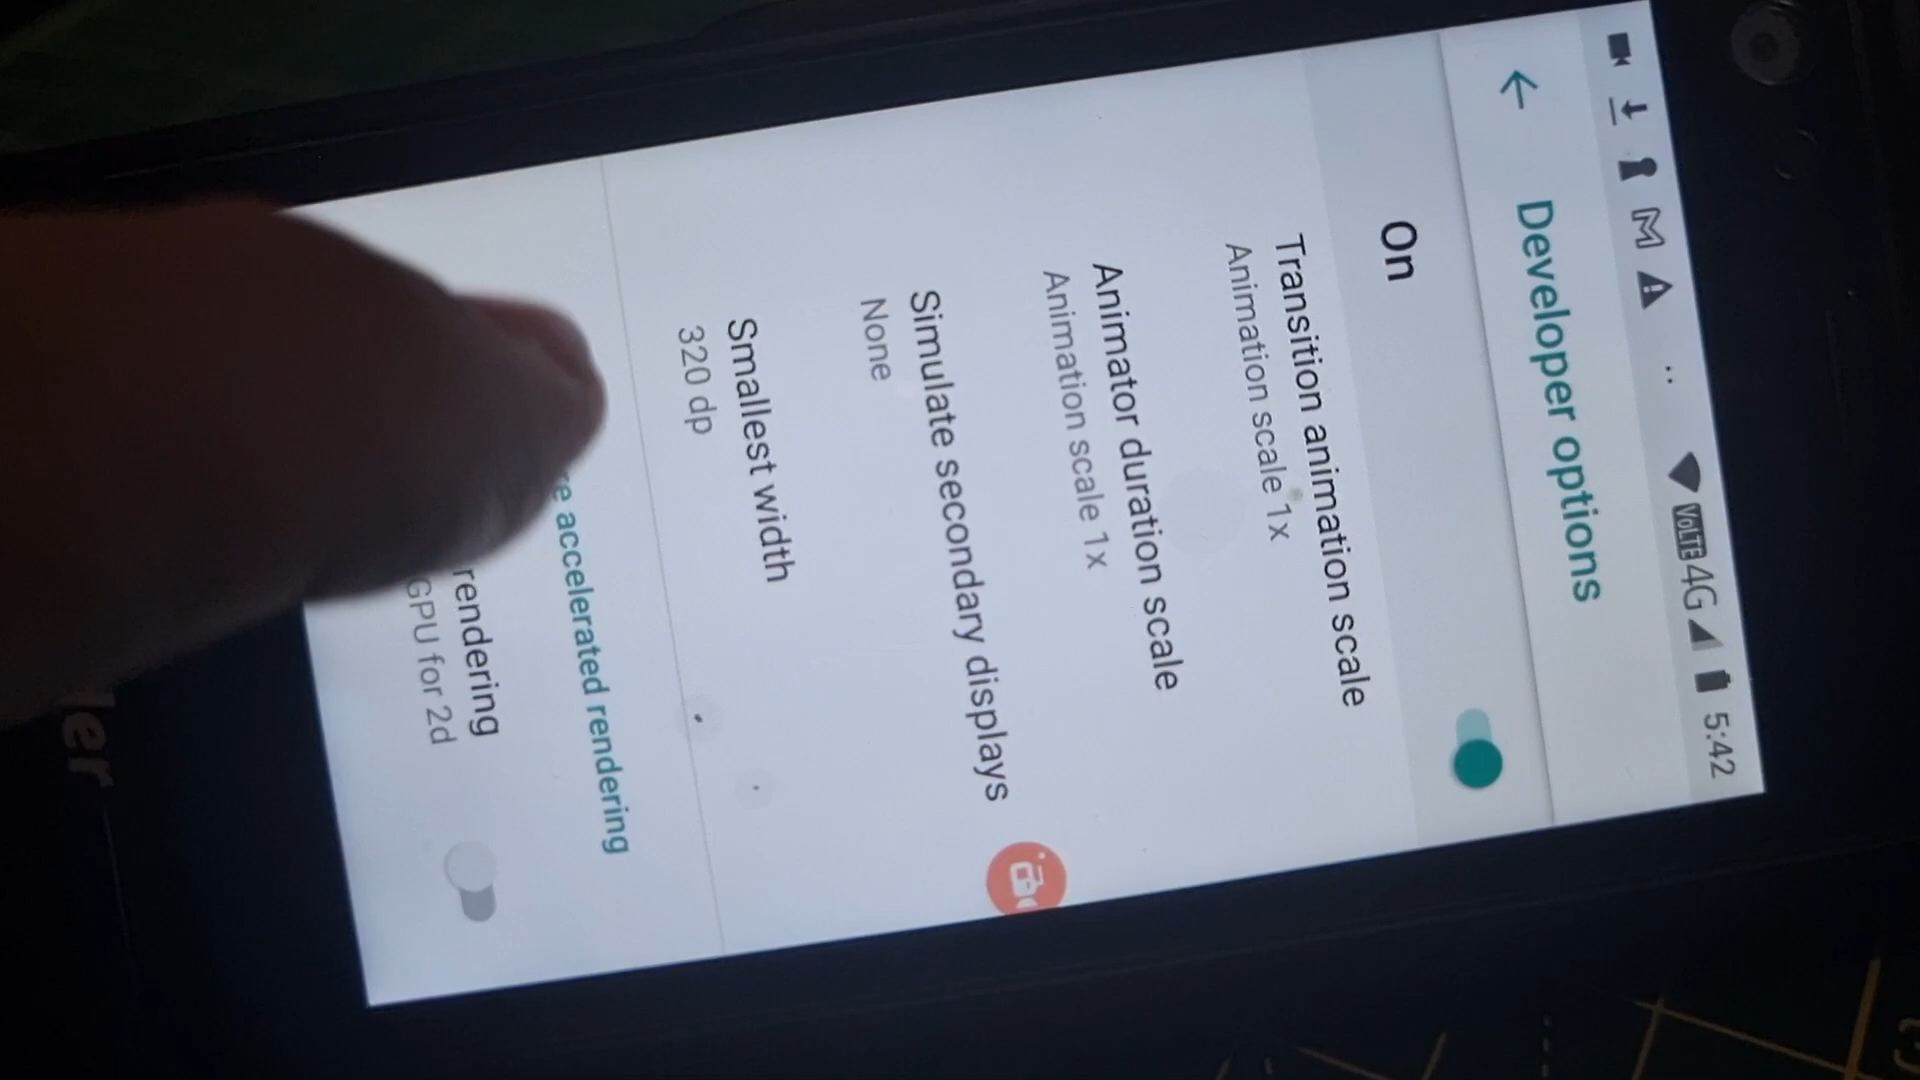 VoLTE 4G 5:42
Developer options
On
Transition animation scale
Animation scale 1x
Animator duration scale
Animation scale 1x
Simulate secondary displays
None
Smallest width
320 dp
accelerated rendering
rendering
GPU for 2d